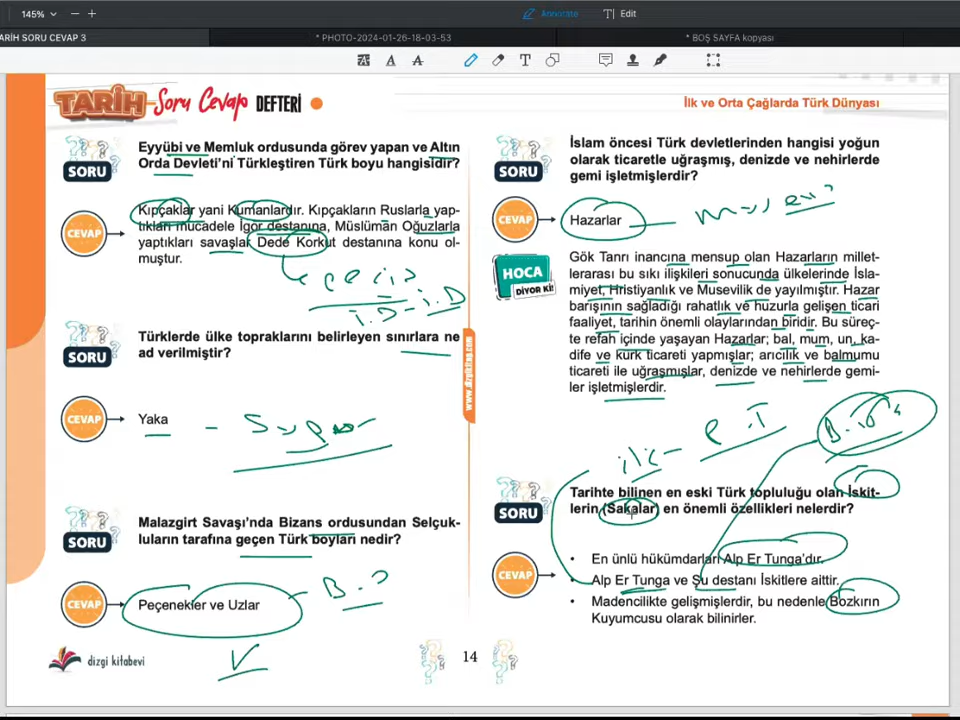 145%
Annotate
Edit
ARİH SORU CEVAP 3
* PHOTO-2024-01-26-18-03-53
* BOŞ SAYFA kopyası
TARİH Soru Cevap DEFTERİ
İlk ve Orta Çağlarda Türk Dünyası
SORU
Eyyübi ve Memluk ordusunda görev yapan ve Altın
Orda Devleti'ni Türkleştiren Türk boyu hangisidir?
CEVAP
Kıpçaklar yani Kumanlardır. Kıpçakların Ruslarla yap-
tıkları mücadele İgor destanına, Müslüman Oğuzlarla
yaptıkları savaşlar Dede Korkut destanına konu ol-
muştur.
i.D
SORU
Türklerde ülke topraklarını belirleyen sınırlara ne
ad verilmiştir?
CEVAP
Yaka
SORU
Malazgirt Savaşı'nda Bizans ordusundan Selçuk-
luların tarafına geçen Türk boyları nedir?
CEVAP
Peçenekler ve Uzlar
www.dizgikitap.com
SORU
İslam öncesi Türk devletlerinden hangisi yoğun
olarak ticaretle uğraşmış, denizde ve nehirlerde
gemi işletmişlerdir?
CEVAP
Hazarlar
HOCA
DİYOR Kİ!
Gök Tanrı inancına mensup olan Hazarların millet-
lerarası bu sıkı ilişkileri sonucunda ülkelerinde İsla-
miyet, Hristiyanlık ve Musevilik de yayılmıştır. Hazar
barışının sağladığı rahatlık ve huzurla gelişen ticari
faaliyet, tarihin önemli olaylarından biridir. Bu süreç-
te refah içinde yaşayan Hazarlar; bal, mum, un, ka-
dife ve kürk ticareti yapmışlar; arıcılık ve balmumu
ticareti ile uğraşmışlar, denizde ve nehirlerde gemi-
ler işletmişlerdir.
SORU
Tarihte bilinen en eski Türk topluluğu olan İskit-
lerin (Sakalar) en önemli özellikleri nelerdir?
CEVAP
• En ünlü hükümdarları Alp Er Tunga'dır.
• Alp Er Tunga ve Şu destanı İskitlere aittir.
• Madencilikte gelişmişlerdir, bu nedenle Bozkırın
Kuyumcusu olarak bilinirler.
dizgi kitabevi
14